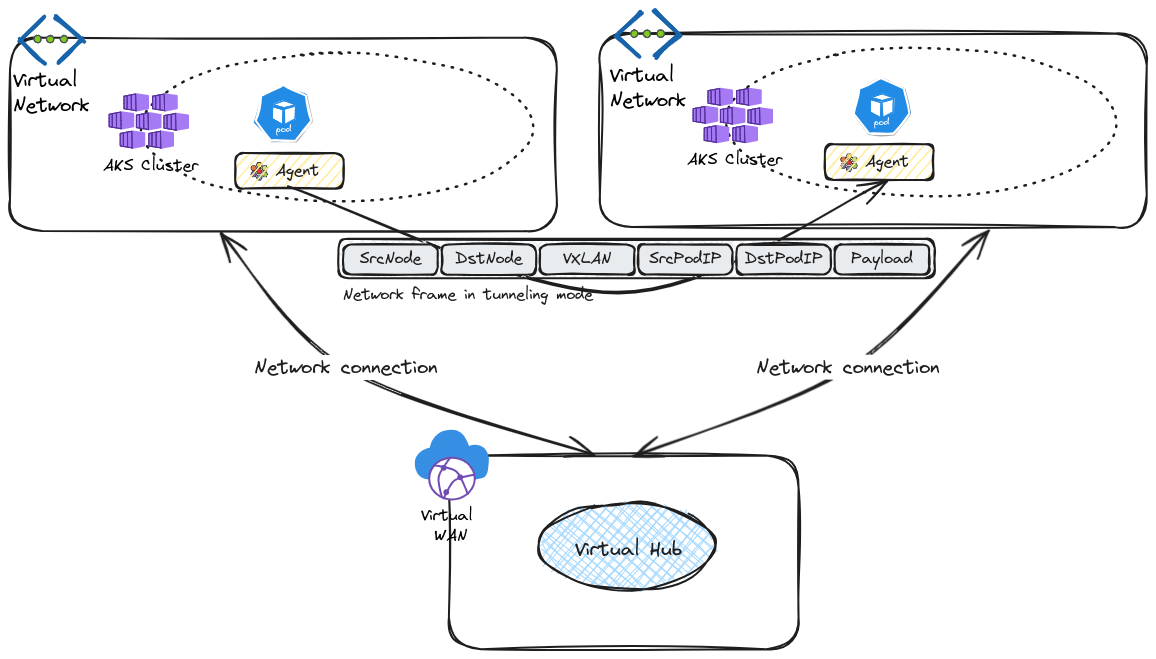 Virtual
Network
AKS Cluster
pod
Agent
Virtual
Network
AKS Cluster
pod
Agent
SrcNode
DstNode
VXLAN
SrcPodIP
DstPodIP
Payload
Network frame in tunneling mode
Network connection
Network connection
Virtual
WAN
Virtual Hub